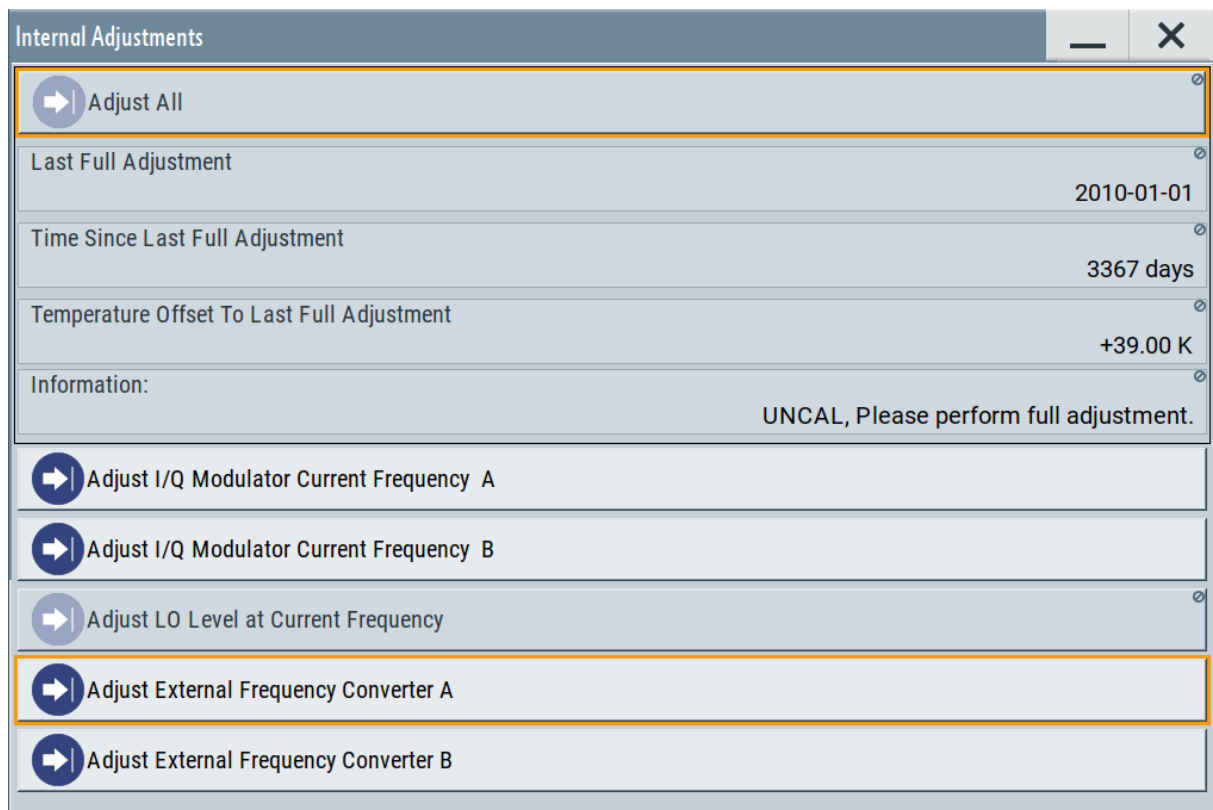 Internal Adjustments
Adjust All
Last Full Adjustment
2010-01-01
Time Since Last Full Adjustment
3367 days
Temperature Offset To Last Full Adjustment
+39.00 K
Information:
UNCAL, Please perform full adjustment.
Adjust I/Q Modulator Current Frequency A
Adjust I/Q Modulator Current Frequency B
Adjust LO Level at Current Frequency
Adjust External Frequency Converter A
Adjust External Frequency Converter B